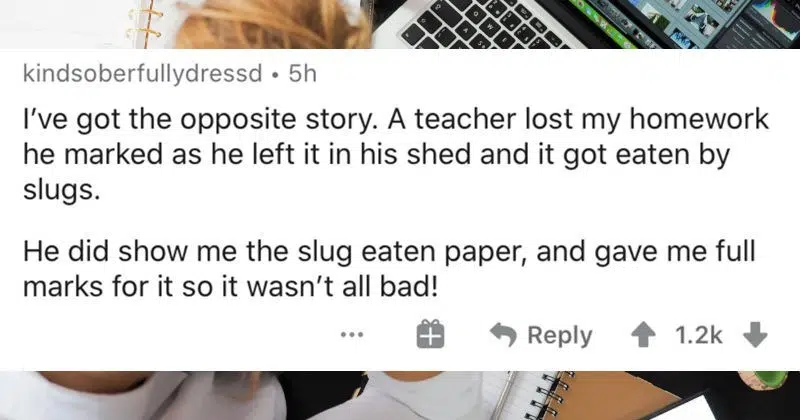 kindsoberfullydressd • 5h
I’ve got the opposite story. A teacher lost my homework
he marked as he left it in his shed and it got eaten by
slugs.
He did show me the slug eaten paper, and gave me full
marks for it so it wasn’t all bad!
Reply 1.2k